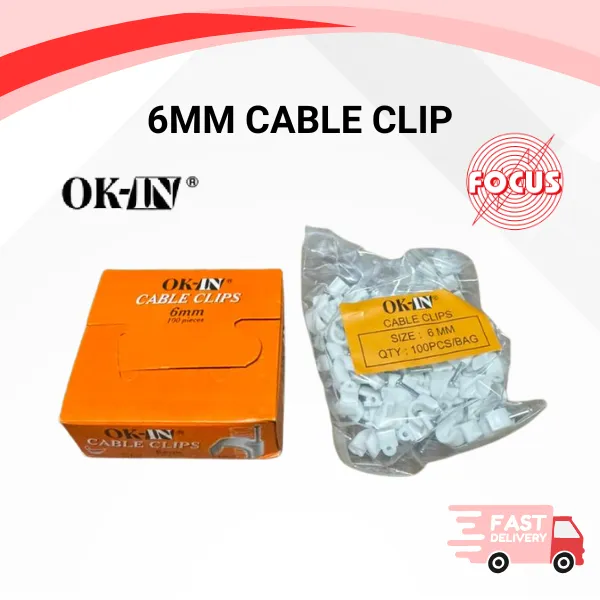 6MM CABLE CLIP
OK-IN®
FOCUS
OK-IN®
CABLE CLIPS
6mm
100 pieces
OK-IN®
CABLE CLIPS
OK-IN®
CABLE CLIPS
SIZE : 6 MM
QTY : 100PCS/BAG
FAST
DELIVERY